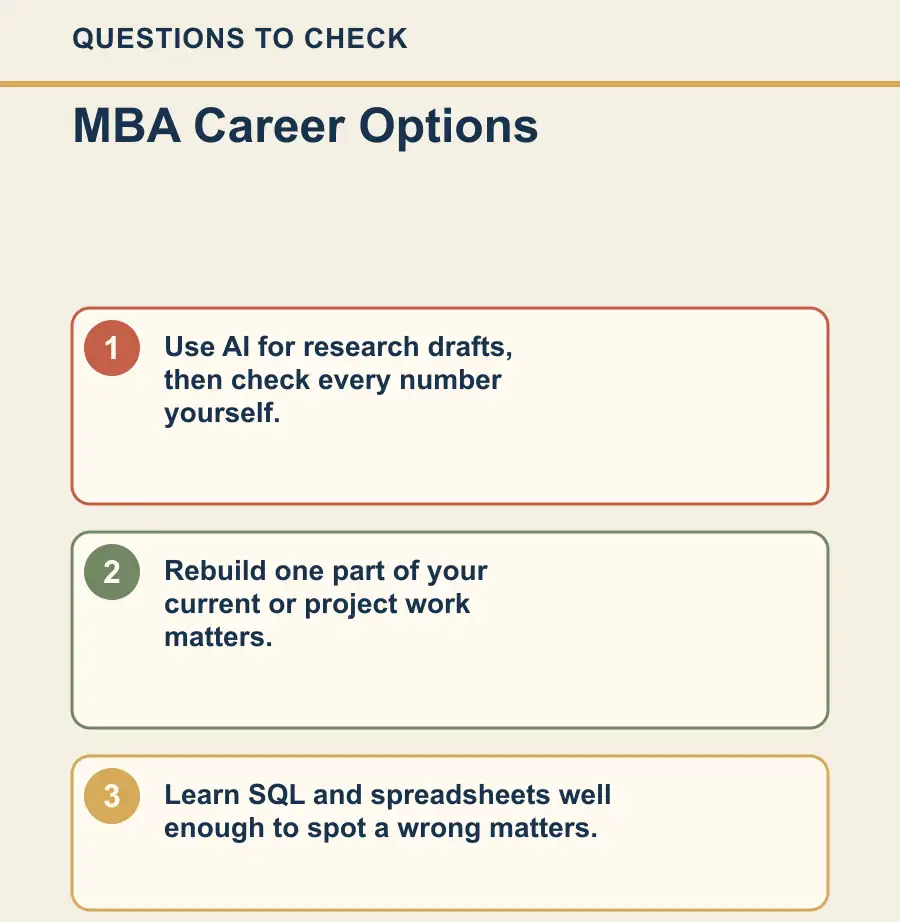 QUESTIONS TO CHECK
MBA Career Options
1
Use AI for research drafts,
then check every number
yourself.
2
Rebuild one part of your
current or project work
matters.
3
Learn SQL and spreadsheets well
enough to spot a wrong matters.